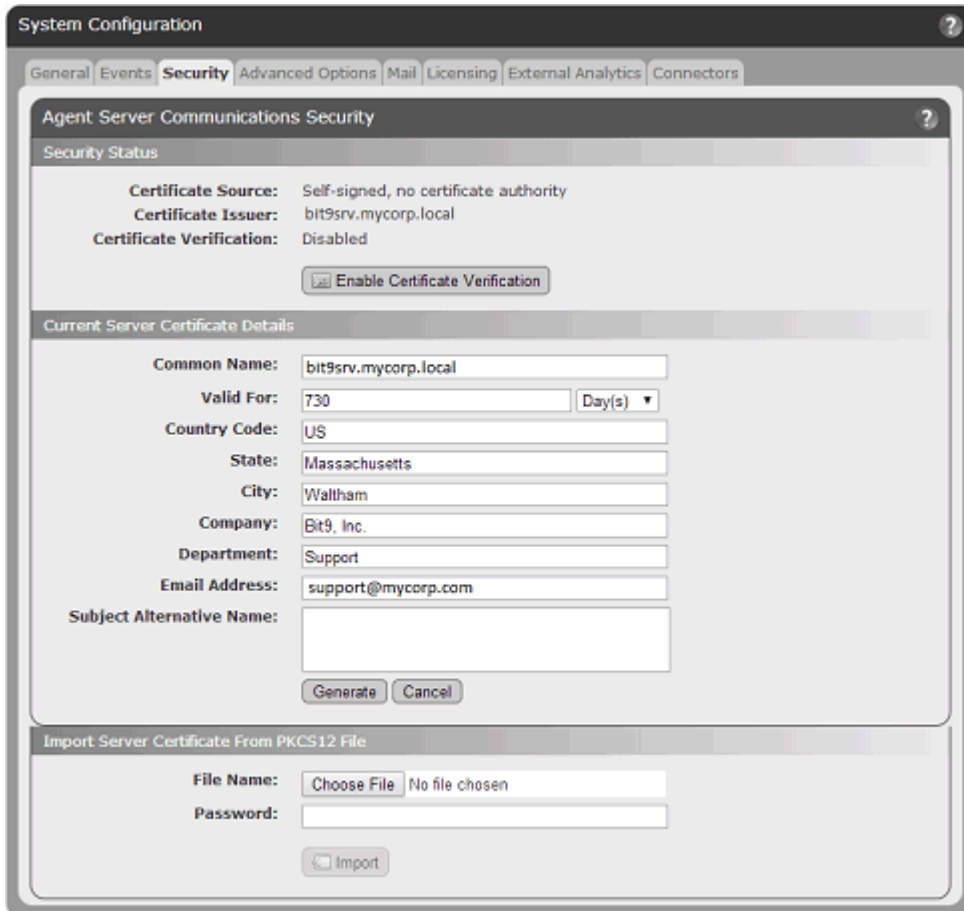 System Configuration ?
General Events Security Advanced Options Mail Licensing External Analytics Connectors
Agent Server Communications Security ?
Security Status
Certificate Source: Self-signed, no certificate authority
Certificate Issuer: bit9srv.mycorp.local
Certificate Verification: Disabled
Enable Certificate Verification
Current Server Certificate Details
Common Name: bit9srv.mycorp.local
Valid For: 730 Day(s)
Country Code: US
State: Massachusetts
City: Waltham
Company: Bit9, Inc.
Department: Support
Email Address: support@mycorp.com
Subject Alternative Name:
Generate Cancel
Import Server Certificate From PKCS12 File
File Name: Choose File No file chosen
Password:
Import